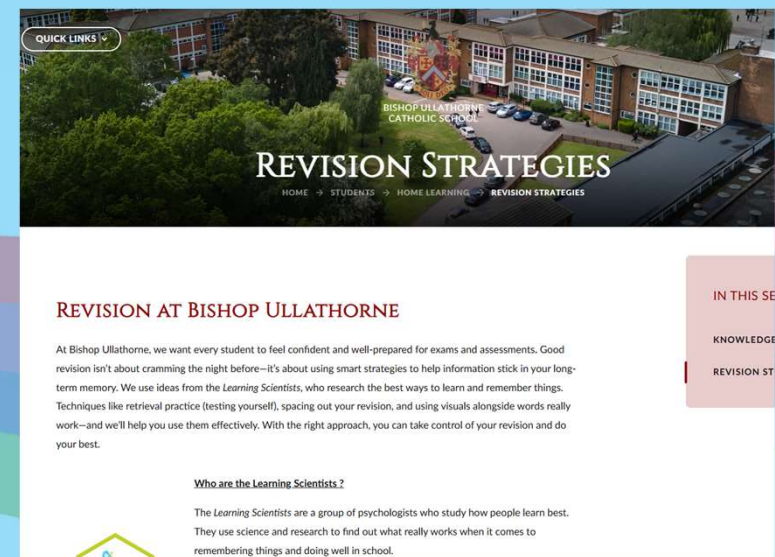 QUICK LINKS
BISHOP ULLATHORNE
CATHOLIC SCHOOL
REVISION STRATEGIES
HOME → STUDENTS → HOME LEARNING → REVISION STRATEGIES
REVISION AT BISHOP ULLATHORNE
At Bishop Ullathorne, we want every student to feel confident and well-prepared for exams and assessments. Good
revision isn't about cramming the night before—it's about using smart strategies to help information stick in your long-
term memory. We use ideas from the Learning Scientists, who research the best ways to learn and remember things.
Techniques like retrieval practice (testing yourself), spacing out your revision, and using visuals alongside words really
work—and we'll help you use them effectively. With the right approach, you can take control of your revision and do
your best.
Who are the Learning Scientists ?
The Learning Scientists are a group of psychologists who study how people learn best.
They use science and research to find out what really works when it comes to
remembering things and doing well in school.
IN THIS SE
KNOWLEDGE
REVISION ST